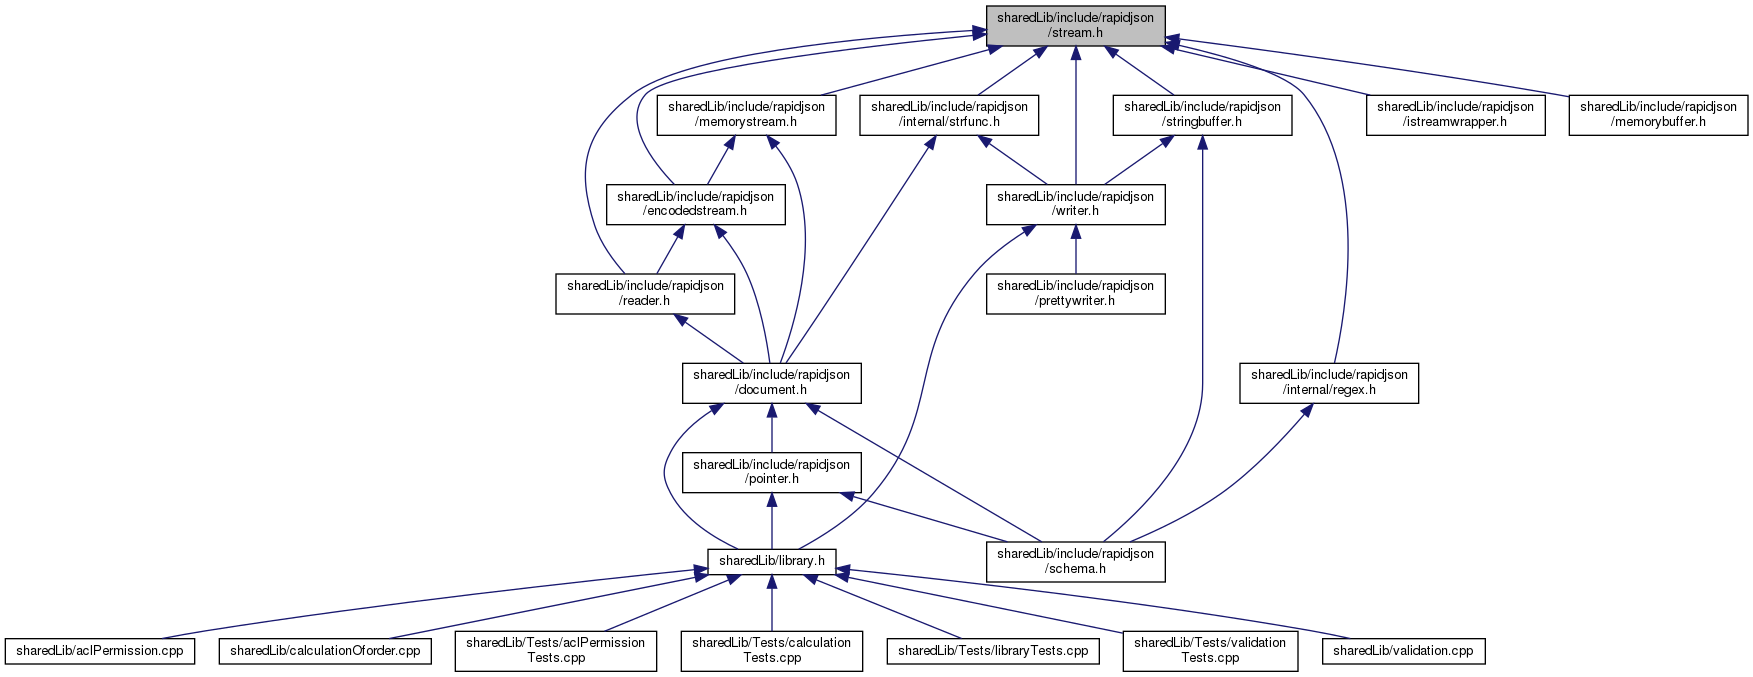 sharedLib/include/rapidjson
/stream.h
sharedLib/include/rapidjson
/memorystream.h
sharedLib/include/rapidjson
/internal/strfunc.h
sharedLib/include/rapidjson
/stringbuffer.h
sharedLib/include/rapidjson
/istreamwrapper.h
sharedLib/include/rapidjson
/memorybuffer.h
sharedLib/include/rapidjson
/encodedstream.h
sharedLib/include/rapidjson
/writer.h
sharedLib/include/rapidjson
/reader.h
sharedLib/include/rapidjson
/prettywriter.h
sharedLib/include/rapidjson
/document.h
sharedLib/include/rapidjson
/internal/regex.h
sharedLib/include/rapidjson
/pointer.h
sharedLib/library.h
sharedLib/include/rapidjson
/schema.h
sharedLib/aclPermission.cpp
sharedLib/calculationOforder.cpp
sharedLib/Tests/aclPermission
Tests.cpp
sharedLib/Tests/calculation
Tests.cpp
sharedLib/Tests/libraryTests.cpp
sharedLib/Tests/validation
Tests.cpp
sharedLib/validation.cpp